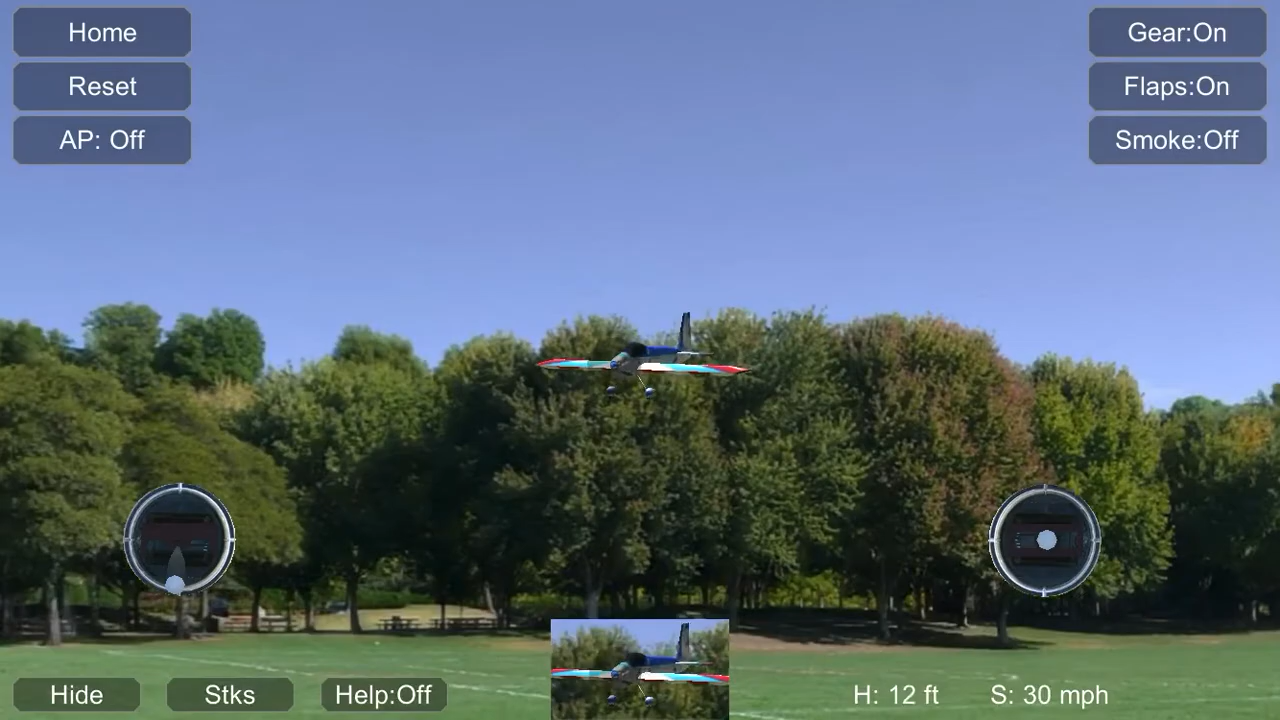 Home
Reset
AP: Off
Gear:On
Flaps:On
Smoke:Off
Hide
Stks
Help:Off
H: 12 ft
S: 30 mph